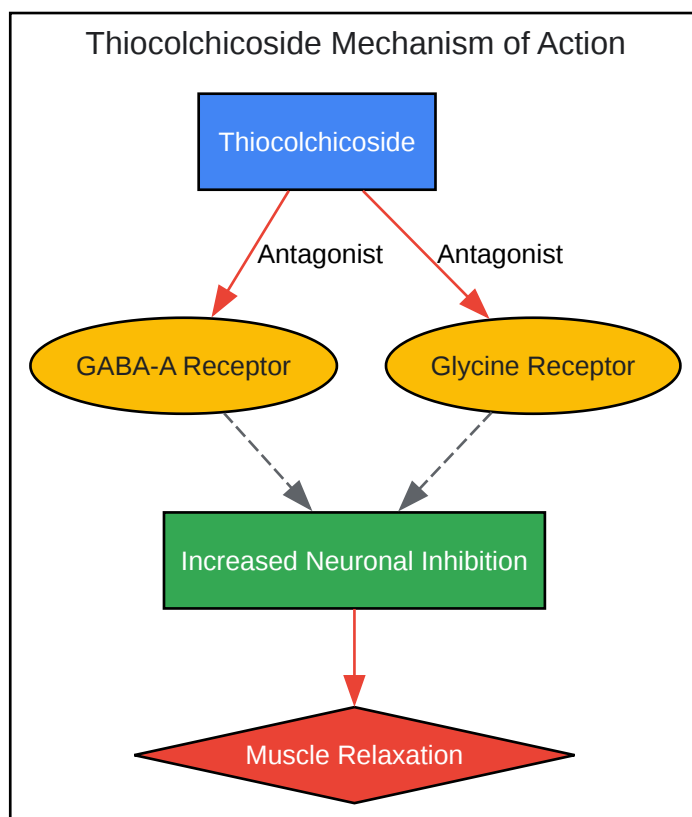 Thiocolchicoside Mechanism of Action
Thiocolchicoside
Antagonist
Antagonist
GABA-A Receptor
Glycine Receptor
Increased Neuronal Inhibition
Muscle Relaxation